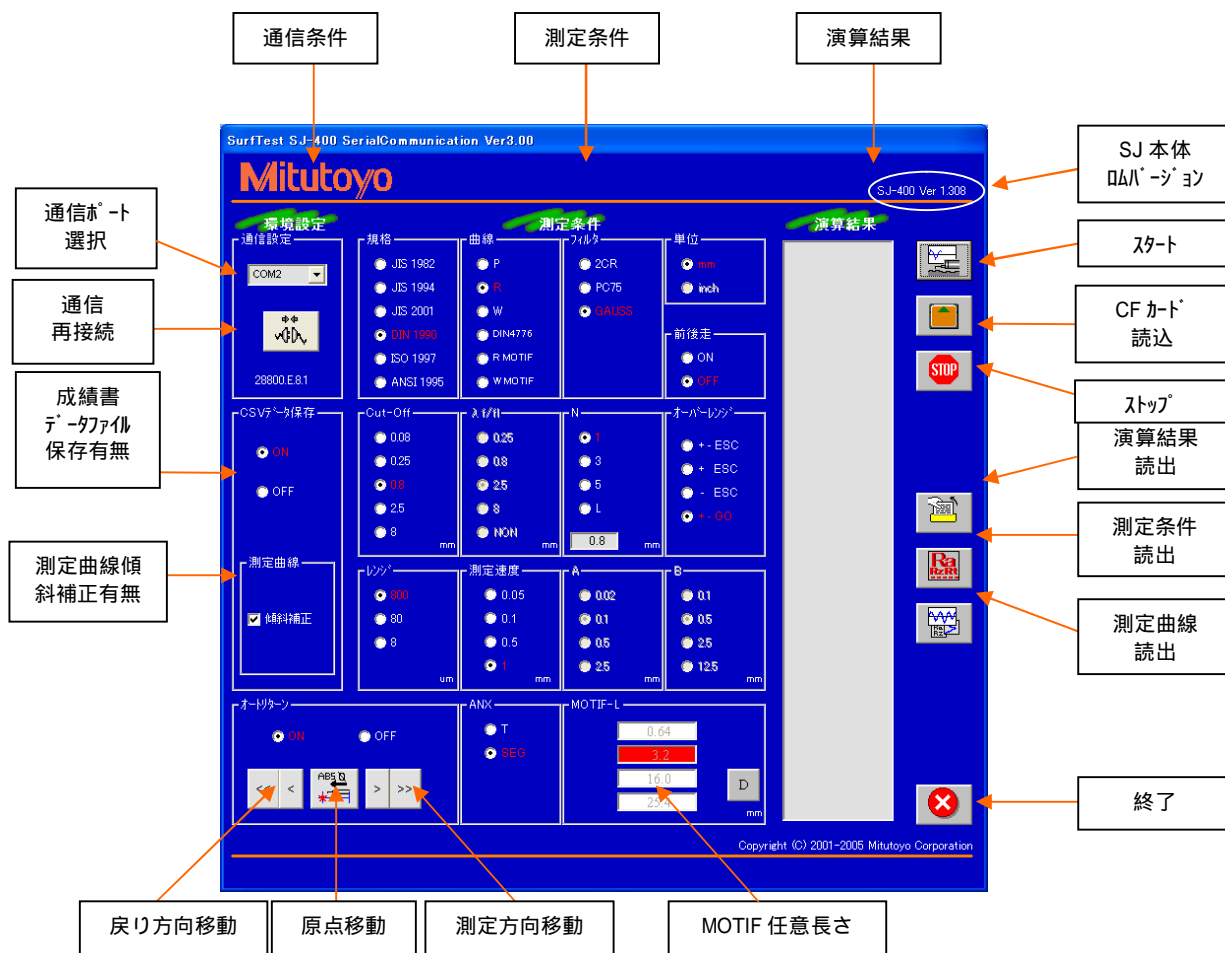 通信条件
測定条件
演算結果
SurfTest SJ-400 SerialCommunication Ver3.00
Mitutoyo
SJ-400 Ver 1.308
SJ 本体
ﾛﾑﾊﾞｰｼﾞｮﾝ
通信ﾎﾟｰﾄ
選択
通信
再接続
成績書
ﾃﾞｰﾀﾌｧｲﾙ
保存有無
測定曲線傾
斜補正有無
環境設定
測定条件
演算結果
通信設定
COM2
28800.E.8.1
規格
JIS 1982
JIS 1994
JIS 2001
DIN 1990
ISO 1997
ANSI 1995
曲線
P
R
W
DIN4776
R MOTIF
W MOTIF
ﾌｨﾙﾀ
2CR
PC75
GAUSS
単位
mm
inch
前後走
ON
OFF
CSVﾃﾞｰﾀ保存
ON
OFF
測定曲線
傾斜補正
Cut-Off
0.08
0.25
0.8
2.5
8
mm
λf/fl
0.25
0.8
2.5
8
NON
mm
N
1
3
5
L
0.8
mm
ｵｰﾊﾞｰﾚﾝｼﾞ
+- ESC
+ ESC
- ESC
+- GO
ﾚﾝｼﾞ
800
80
8
um
測定速度
0.05
0.1
0.5
1
mm
A
0.02
0.1
0.5
2.5
mm
B
0.1
0.5
2.5
12.5
mm
ｵｰﾄﾘﾀｰﾝ
ON
OFF
<<
<
ABS 0
>
>>
ANX
T
SEG
MOTIF-L
0.64
3.2
16.0
25.4
D
mm
STOP
Ra
RzRt
Ra
Rz
Copyright (C) 2001-2005 Mitutoyo Corporation
ｽﾀｰﾄ
CF ｶｰﾄﾞ
読込
ｽﾄｯﾌﾟ
演算結果
読出
測定条件
読出
測定曲線
読出
終了
戻り方向移動
原点移動
測定方向移動
MOTIF 任意長さ